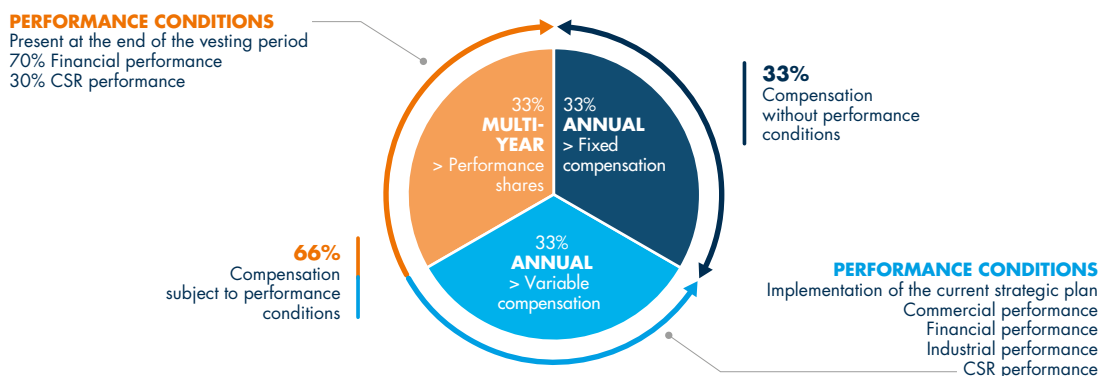 PERFORMANCE CONDITIONS
Present at the end of the vesting period
70% Financial performance
30% CSR performance
33%
MULTI-
YEAR
> Performance
shares
33%
ANNUAL
> Fixed
compensation
33%
Compensation
without performance
conditions
33%
ANNUAL
> Variable
compensation
66%
Compensation
subject to performance
conditions
PERFORMANCE CONDITIONS
Implementation of the current strategic plan
Commercial performance
Financial performance
Industrial performance
CSR performance